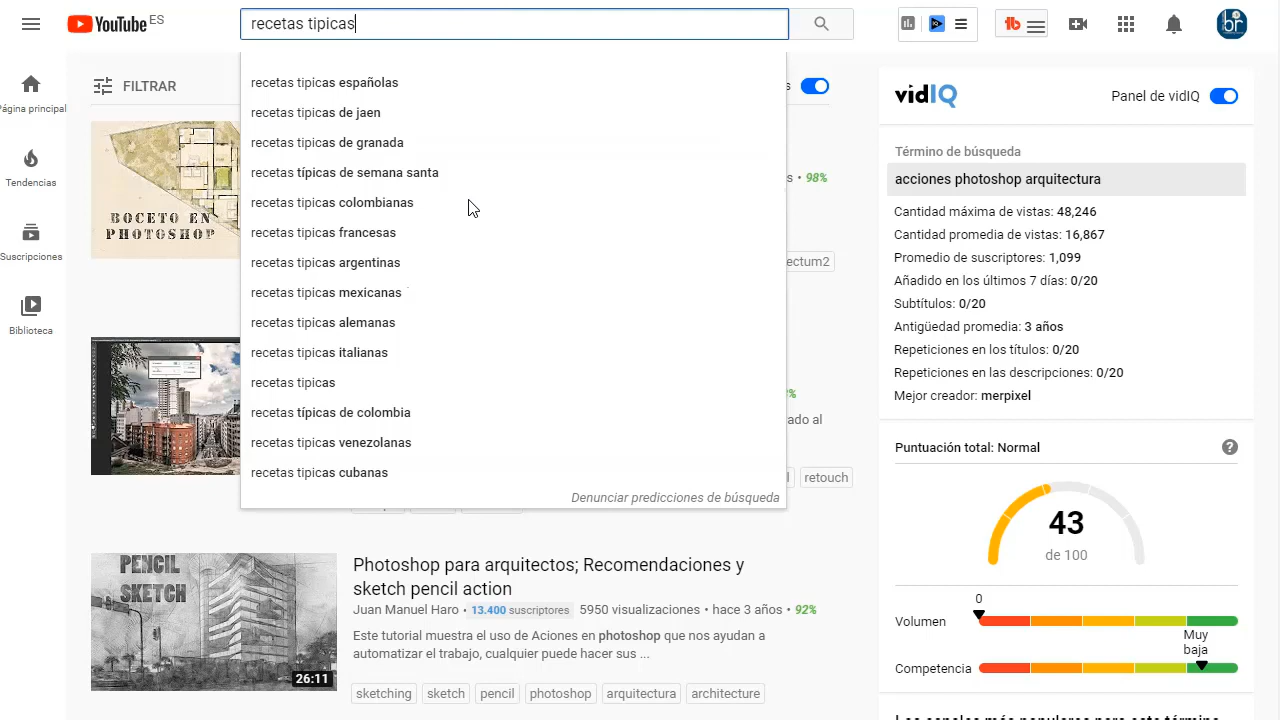 YouTube ES
recetas tipicas
br
Página principal
Tendencias
Suscripciones
Biblioteca
FILTRAR
s
recetas tipicas españolas
recetas tipicas de jaen
recetas tipicas de granada
recetas típicas de semana santa
recetas tipicas colombianas
recetas tipicas francesas
recetas tipicas argentinas
recetas tipicas mexicanas
recetas tipicas alemanas
recetas tipicas italianas
recetas tipicas
recetas típicas de colombia
recetas tipicas venezolanas
recetas tipicas cubanas
Denunciar predicciones de búsqueda
BOCETO EN
PHOTOSHOP
s • 98%
ectum2
%
ado al
l
retouch
PENCIL
SKETCH
26:11
Photoshop para arquitectos; Recomendaciones y
sketch pencil action
Juan Manuel Haro • 13.400 suscriptores 5950 visualizaciones • hace 3 años • 92%
Este tutorial muestra el uso de Aciones en photoshop que nos ayudan a
automatizar el trabajo, cualquier puede hacer sus ...
sketching sketch pencil photoshop arquitectura architecture
vidIQ
Panel de vidIQ
Término de búsqueda
acciones photoshop arquitectura
Cantidad máxima de vistas: 48,246
Cantidad promedia de vistas: 16,867
Promedio de suscriptores: 1,099
Añadido en los últimos 7 días: 0/20
Subtítulos: 0/20
Antigüedad promedia: 3 años
Repeticiones en los títulos: 0/20
Repeticiones en las descripciones: 0/20
Mejor creador: merpixel
Puntuación total: Normal
?
43
de 100
0
Volumen
Muy
baja
Competencia